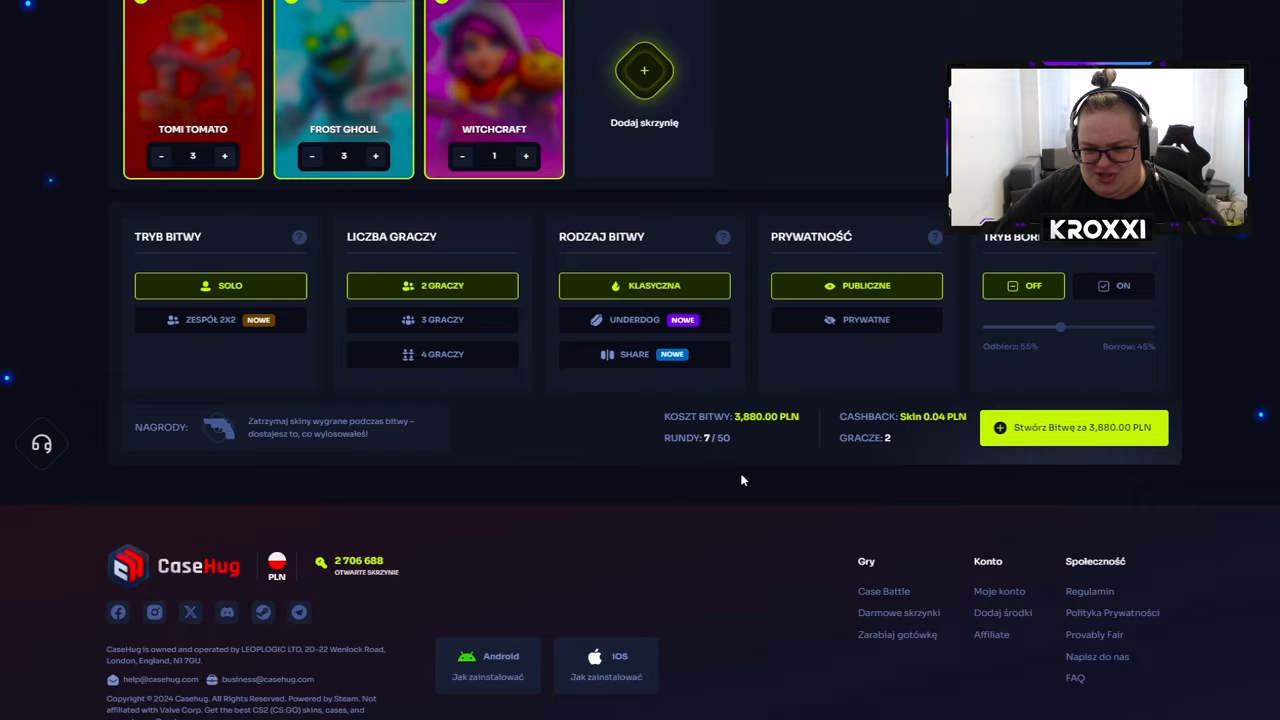 TOMI TOMATO
FROST GHOUL
WITCHCRAFT
- 3 +
- 3 +
- 1 +
+
Dodaj skrzynię
KROXXI
TRYB BITWY ?
SOLO
ZESPÓŁ 2X2 NOWE
LICZBA GRACZY
2 GRACZY
3 GRACZY
4 GRACZY
RODZAJ BITWY ?
KLASYCZNA
UNDERDOG NOWE
SHARE NOWE
PRYWATNOŚĆ ?
PUBLICZNE
PRYWATNE
TRYB
OFF
ON
Odbierz: 55%
Borrow: 45%
NAGRODY:
Zatrzymaj skiny wygrane podczas bitwy –
dostajesz to, co wylosowałeś!
KOSZT BITWY: 3,880.00 PLN
RUNDY: 7 / 50
CASHBACK: Skin 0.04 PLN
GRACZE: 2
Stwórz Bitwę za 3,880.00 PLN
CaseHug
PLN
2 706 688
OTWARTE SKRZYNIE
CaseHug is owned and operated by LEOPLOGIC LTD, 20-22 Wenlock Road,
London, England, N1 7GU.
help@casehug.com
business@casehug.com
Copyright © 2024 Casehug. All Rights Reserved. Powered by Steam. Not
affiliated with Valve Corp. Get the best CS2 (CS:GO) skins, cases, and
Android
Jak zainstalować
iOS
Jak zainstalować
Gry
Case Battle
Darmowe skrzynki
Zarabiaj gotówkę
Konto
Moje konto
Dodaj środki
Affiliate
Społeczność
Regulamin
Polityka Prywatności
Provably Fair
Napisz do nas
FAQ